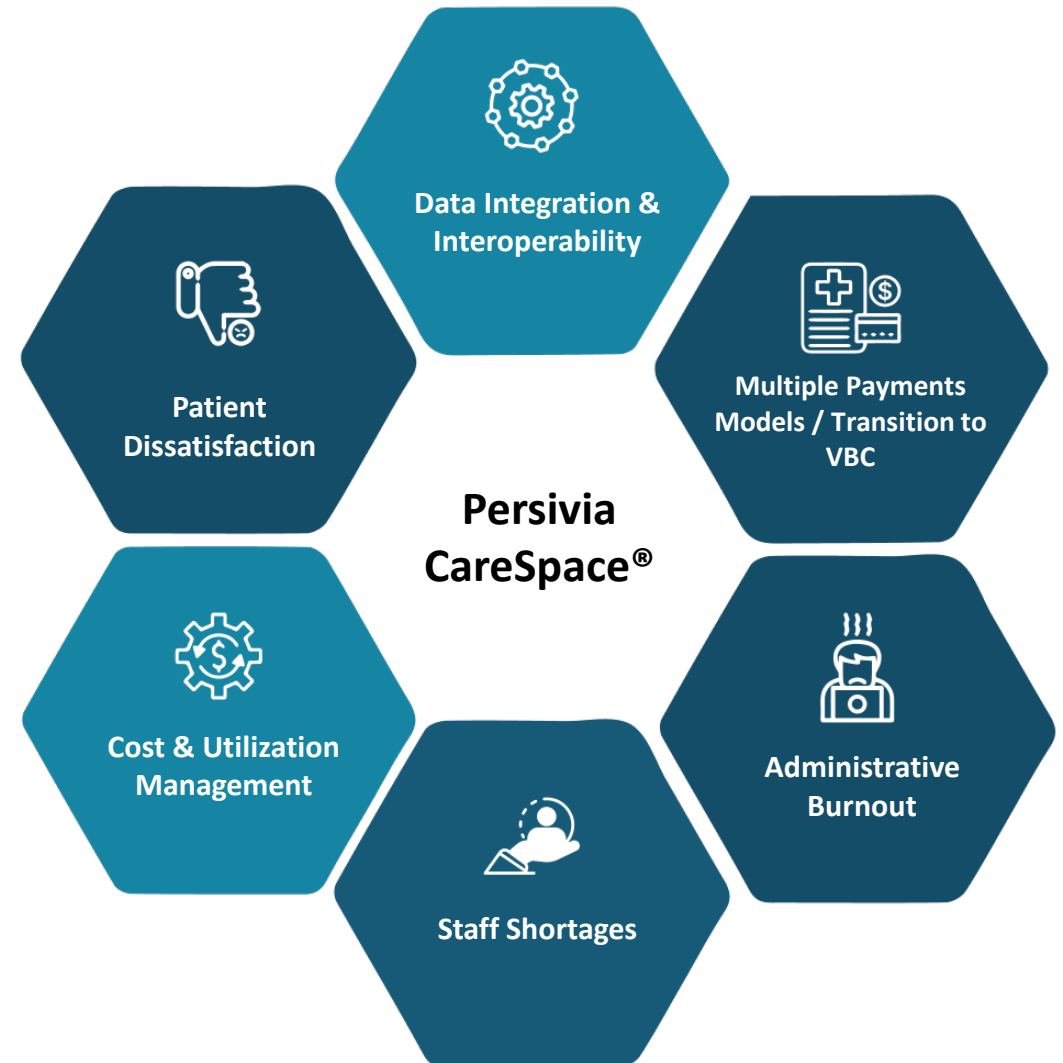 Data Integration &
Interoperability
Patient
Dissatisfaction
Multiple Payments
Models / Transition to
VBC
Persivia
CareSpace®
Cost & Utilization
Management
Administrative
Burnout
Staff Shortages